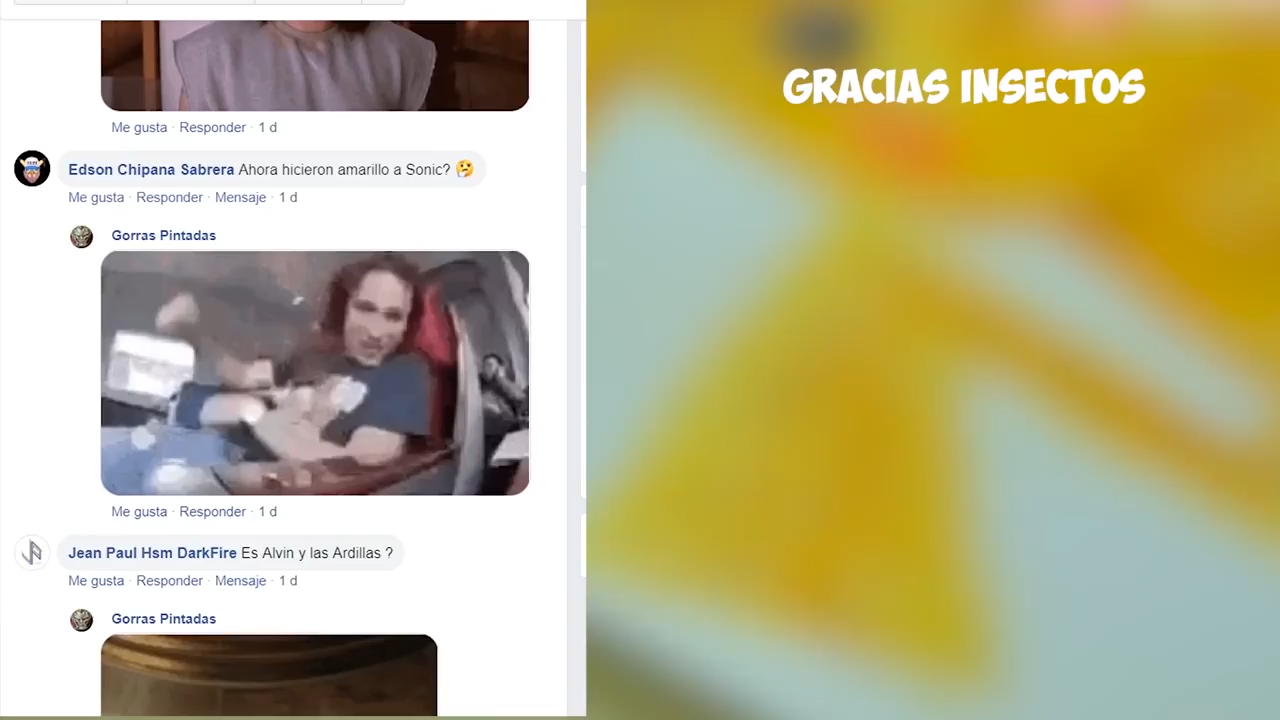 Me gusta · Responder · 1 d
Edson Chipana Sabrera Ahora hicieron amarillo a Sonic? 🤔
Me gusta · Responder · Mensaje · 1 d
Gorras Pintadas
Me gusta · Responder · 1 d
Jean Paul Hsm DarkFire Es Alvin y las Ardillas ?
Me gusta · Responder · Mensaje · 1 d
Gorras Pintadas
GRACIAS INSECTOS